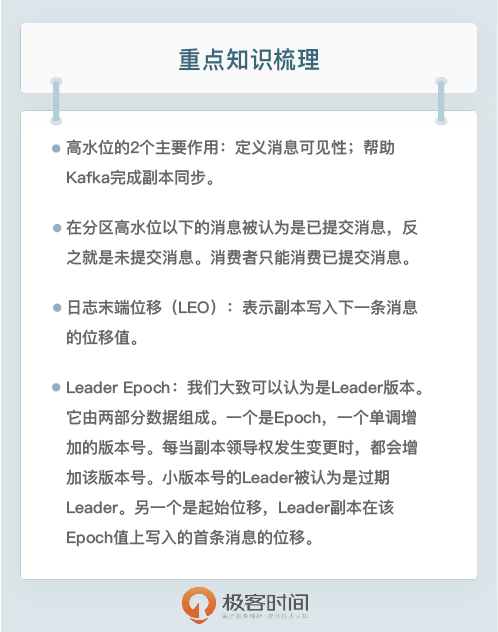 重点知识梳理
高水位的2个主要作用：定义消息可见性；帮助
Kafka完成副本同步。
在分区高水位以下的消息被认为是已提交消息，反
之就是未提交消息。消费者只能消费已提交消息。
日志末端位移（LEO）：表示副本写入下一条消息
的位移值。
Leader Epoch：我们大致可以认为是Leader版本。
它由两部分数据组成。一个是Epoch，一个单调增
加的版本号。每当副本领导权发生变更时，都会增
加该版本号。小版本号的Leader被认为是过期
Leader。另一个是起始位移，Leader副本在该
Epoch值上写入的首条消息的位移。
极客时间